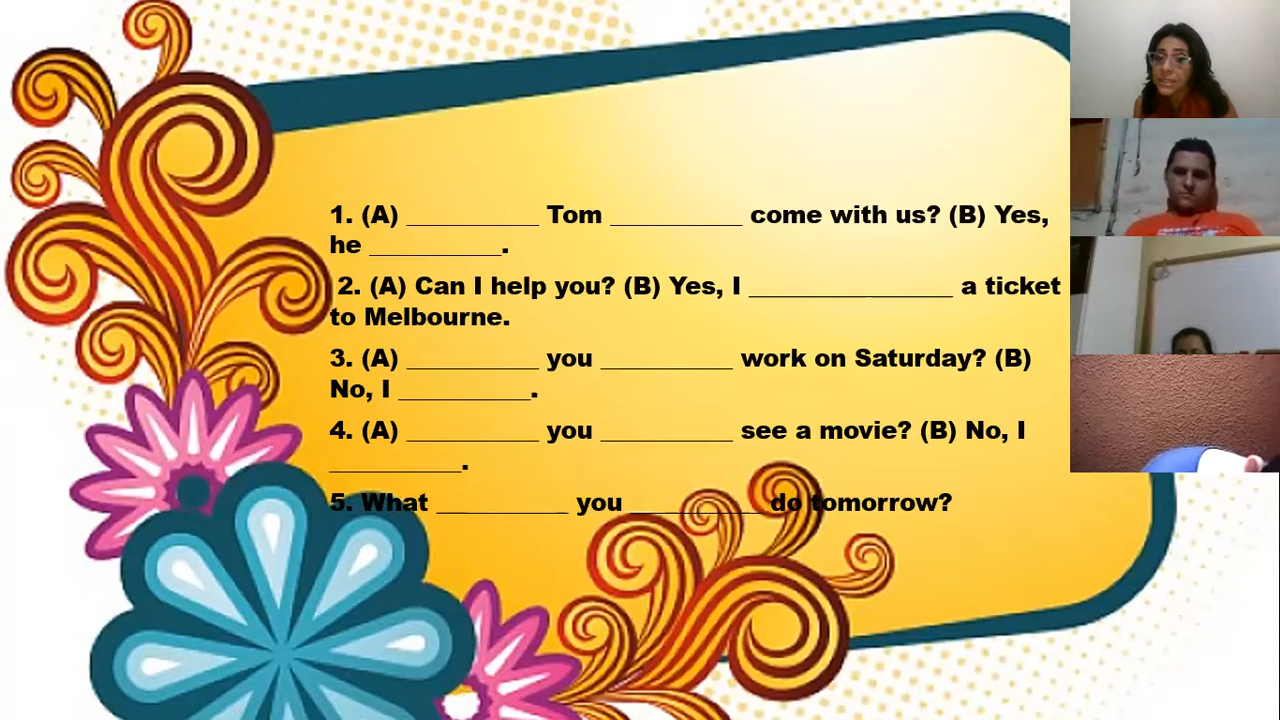 1. (A) __________ Tom __________ come with us? (B) Yes,
he __________.
2. (A) Can I help you? (B) Yes, I _______________ a ticket
to Melbourne.
3. (A) __________ you __________ work on Saturday? (B)
No, I __________.
4. (A) __________ you __________ see a movie? (B) No, I
__________.
5. What __________ you __________ do tomorrow?